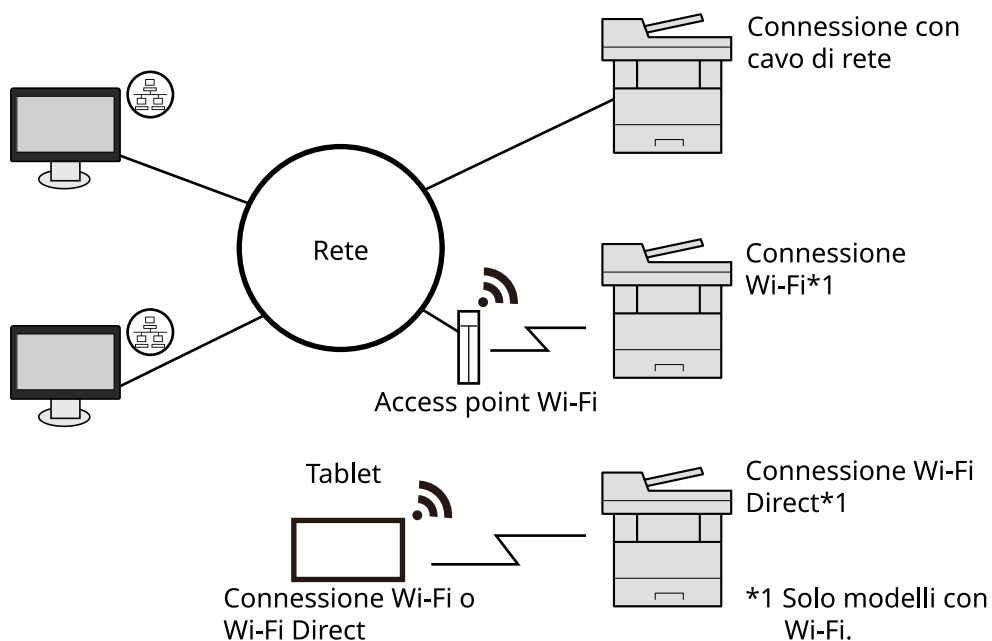 Connessione con
cavo di rete
Rete
Connessione
Wi-Fi*1
Access point Wi-Fi
Tablet
Connessione Wi-Fi
Direct*1
Connessione Wi-Fi o
Wi-Fi Direct
*1 Solo modelli con
Wi-Fi.